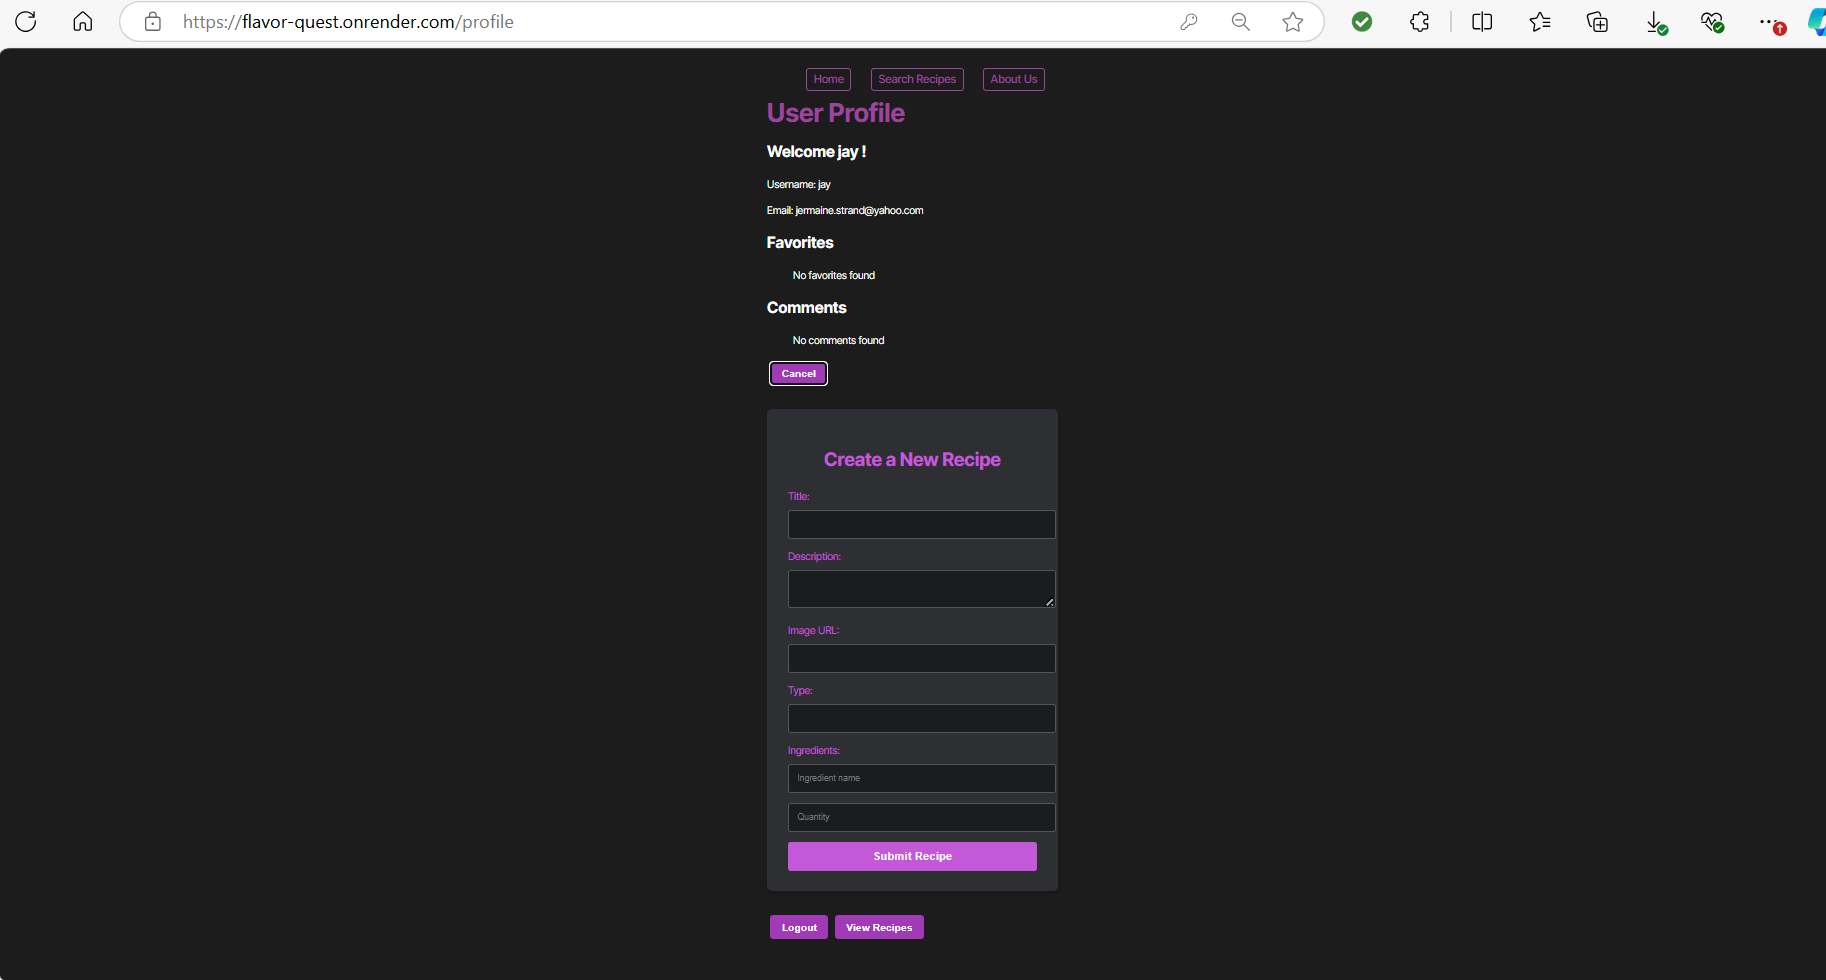 https://flavor-quest.onrender.com/profile
Home Search Recipes About Us
User Profile
Welcome jay !
Username: jay
Email: jermaine.strand@yahoo.com
Favorites
No favorites found
Comments
No comments found
Cancel
Create a New Recipe
Title:
Description:
Image URL:
Type:
Ingredients:
Ingredient name
Quantity
Submit Recipe
Logout View Recipes